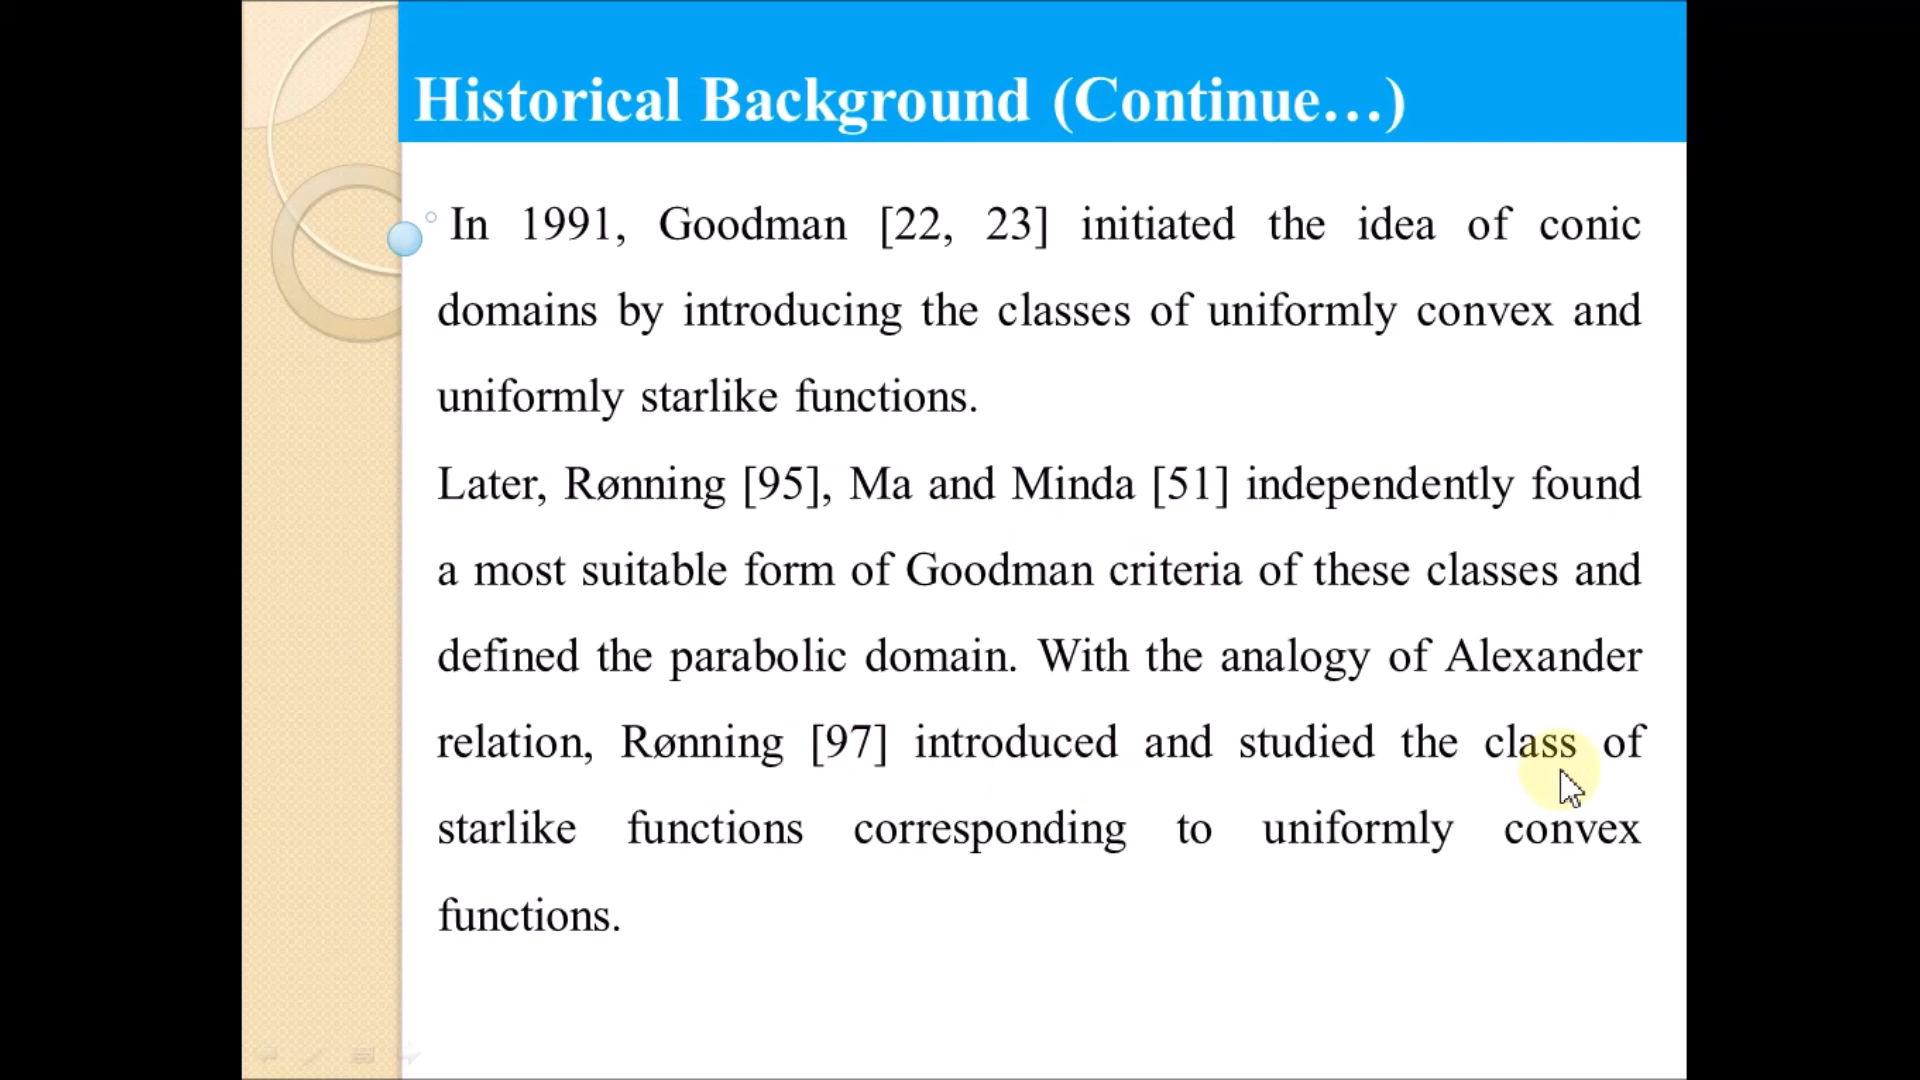 Historical Background (Continue…)
In 1991, Goodman [22, 23] initiated the idea of conic
domains by introducing the classes of uniformly convex and
uniformly starlike functions.
Later, Rønning [95], Ma and Minda [51] independently found
a most suitable form of Goodman criteria of these classes and
defined the parabolic domain. With the analogy of Alexander
relation, Rønning [97] introduced and studied the class of
starlike functions corresponding to uniformly convex
functions.